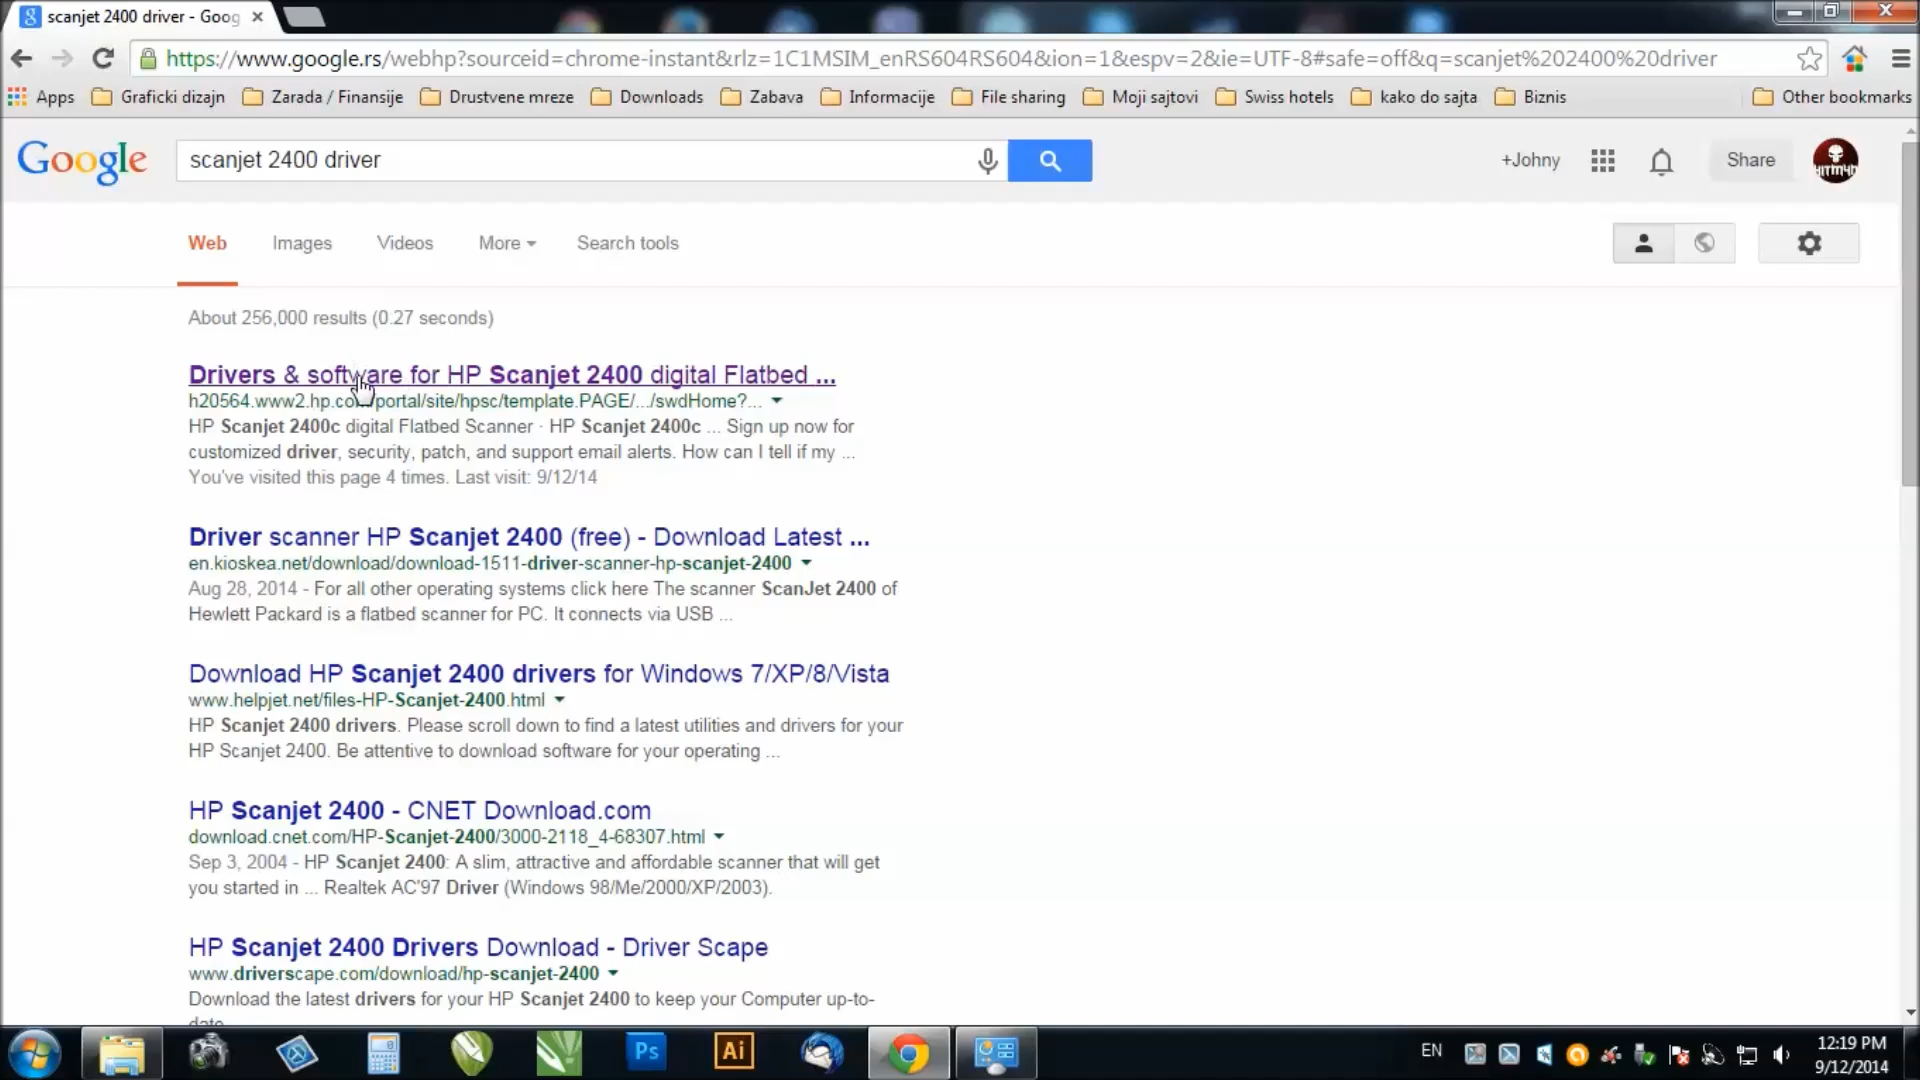 scanjet 2400 driver - Goog
https://www.google.rs/webhp?sourceid=chrome-instant&rlz=1C1MSIM_enRS604RS604&ion=1&espv=2&ie=UTF-8#safe=off&q=scanjet%202400%20driver
Apps Graficki dizajn Zarada / Finansije Drustvene mreze Downloads Zabava Informacije File sharing Moji sajtovi Swiss hotels kako do sajta Biznis Other bookmarks
Google scanjet 2400 driver +Johny Share
Web Images Videos More Search tools
About 256,000 results (0.27 seconds)
Drivers & software for HP Scanjet 2400 digital Flatbed ...
h20564.www2.hp.com/portal/site/hpsc/template.PAGE/.../swdHome?...
HP Scanjet 2400c digital Flatbed Scanner · HP Scanjet 2400c ... Sign up now for
customized driver, security, patch, and support email alerts. How can I tell if my ...
You've visited this page 4 times. Last visit: 9/12/14
Driver scanner HP Scanjet 2400 (free) - Download Latest ...
en.kioskea.net/download/download-1511-driver-scanner-hp-scanjet-2400
Aug 28, 2014 - For all other operating systems click here The scanner ScanJet 2400 of
Hewlett Packard is a flatbed scanner for PC. It connects via USB ...
Download HP Scanjet 2400 drivers for Windows 7/XP/8/Vista
www.helpjet.net/files-HP-Scanjet-2400.html
HP Scanjet 2400 drivers. Please scroll down to find a latest utilities and drivers for your
HP Scanjet 2400. Be attentive to download software for your operating ...
HP Scanjet 2400 - CNET Download.com
download.cnet.com/HP-Scanjet-2400/3000-2118_4-68307.html
Sep 3, 2004 - HP Scanjet 2400: A slim, attractive and affordable scanner that will get
you started in ... Realtek AC'97 Driver (Windows 98/Me/2000/XP/2003).
HP Scanjet 2400 Drivers Download - Driver Scape
www.driverscape.com/download/hp-scanjet-2400
Download the latest drivers for your HP Scanjet 2400 to keep your Computer up-to-
date
Ps Ai EN 12:19 PM
9/12/2014